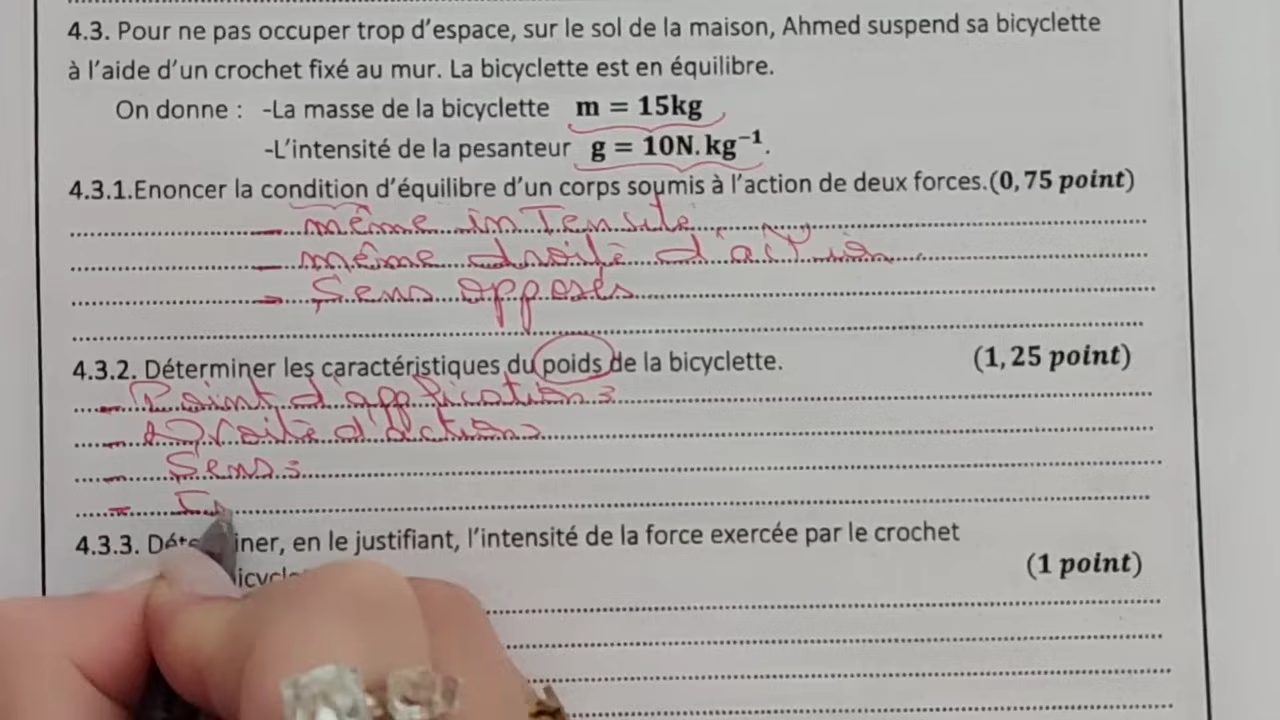 4.3. Pour ne pas occuper trop d'espace, sur le sol de la maison, Ahmed suspend sa bicyclette
à l'aide d'un crochet fixé au mur. La bicyclette est en équilibre.
On donne : -La masse de la bicyclette m = 15kg
-L'intensité de la pesanteur g = 10N.kg⁻¹.
4.3.1.Enoncer la condition d'équilibre d'un corps soumis à l'action de deux forces.(0,75 point)
- même intensité
- même droite d'action
- Sens opposés
4.3.2. Déterminer les caractéristiques du poids de la bicyclette. (1,25 point)
- Point d'application :
- Droite d'action :
- Sens :
-
4.3.3. en le justifiant, l'intensité de la force exercée par le crochet
(1 point)